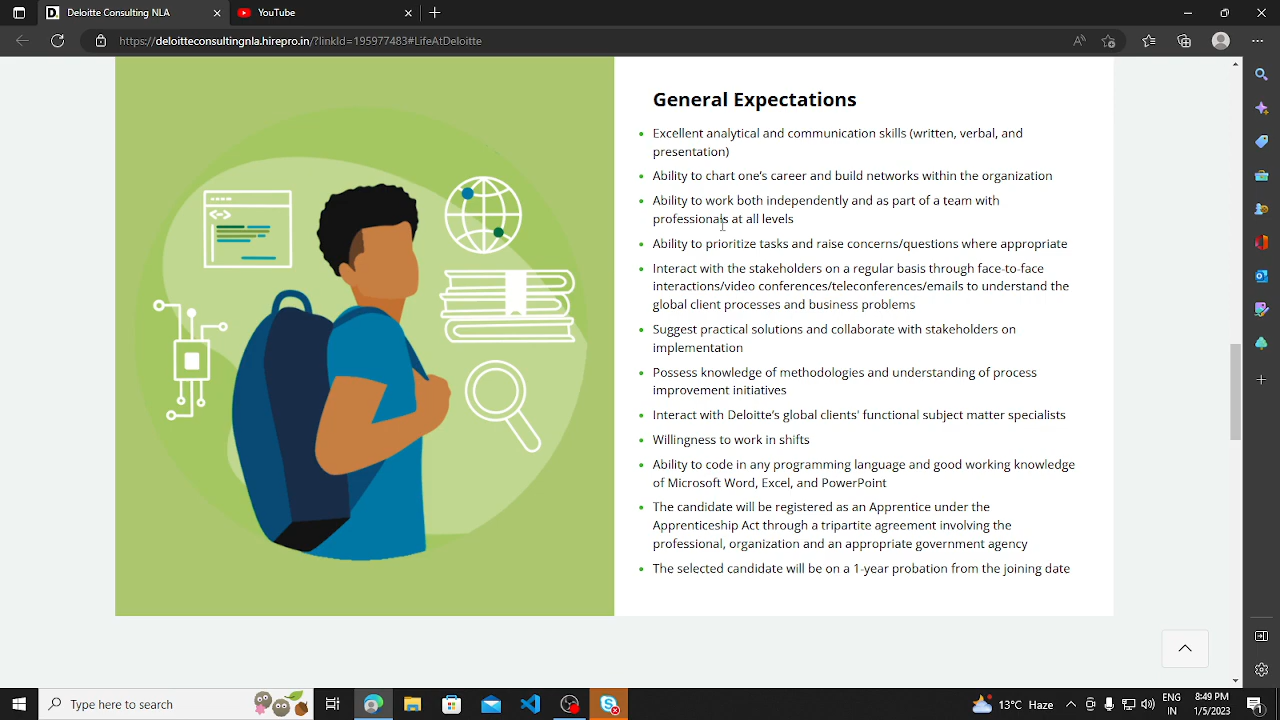 Deloitte Consulting NLA
YouTube
https://deloitteconsultingnla.hirepro.in/?linkId=195977483#LifeAtDeloitte
General Expectations
• Excellent analytical and communication skills (written, verbal, and
presentation)
• Ability to chart one's career and build networks within the organization
• Ability to work both independently and as part of a team with
professionals at all levels
• Ability to prioritize tasks and raise concerns/questions where appropriate
• Interact with the stakeholders on a regular basis through face-to-face
interactions/video conferences/teleconferences/emails to understand the
global client processes and business problems
• Suggest practical solutions and collaborate with stakeholders on
implementation
• Possess knowledge of methodologies and understanding of process
improvement initiatives
• Interact with Deloitte's global clients' functional subject matter specialists
• Willingness to work in shifts
• Ability to code in any programming language and good working knowledge
of Microsoft Word, Excel, and PowerPoint
• The candidate will be registered as an Apprentice under the
Apprenticeship Act through a tripartite agreement involving the
professional, organization and an appropriate government agency
• The selected candidate will be on a 1-year probation from the joining date
Type here to search
13°C Haze
ENG
IN
8:49 PM
1/5/2023